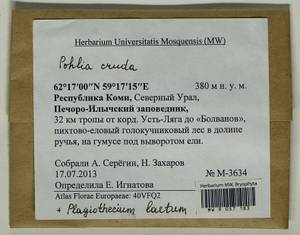 Herbarium Universitatis Mosquensis (MW)
Pohlia cruda
62°17'00"N 59°17'15"E 380 м н. у. м.
Республика Коми, Северный Урал,
Печоро-Илычский заповедник,
32 км тропы от корд. Усть-Ляга до «Болванов»,
пихтово-еловый голокучниковый лес в долине
ручья, на гумусе под выворотом ели.
Собрали А. Серёгин, Н. Захаров
17.07.2013 № M-3634
Определила Е. Игнатова
Atlas Florae Europaeae: 40VFQ2
Herbarium MW, Bryophyta
+ Plagiothecium laetum